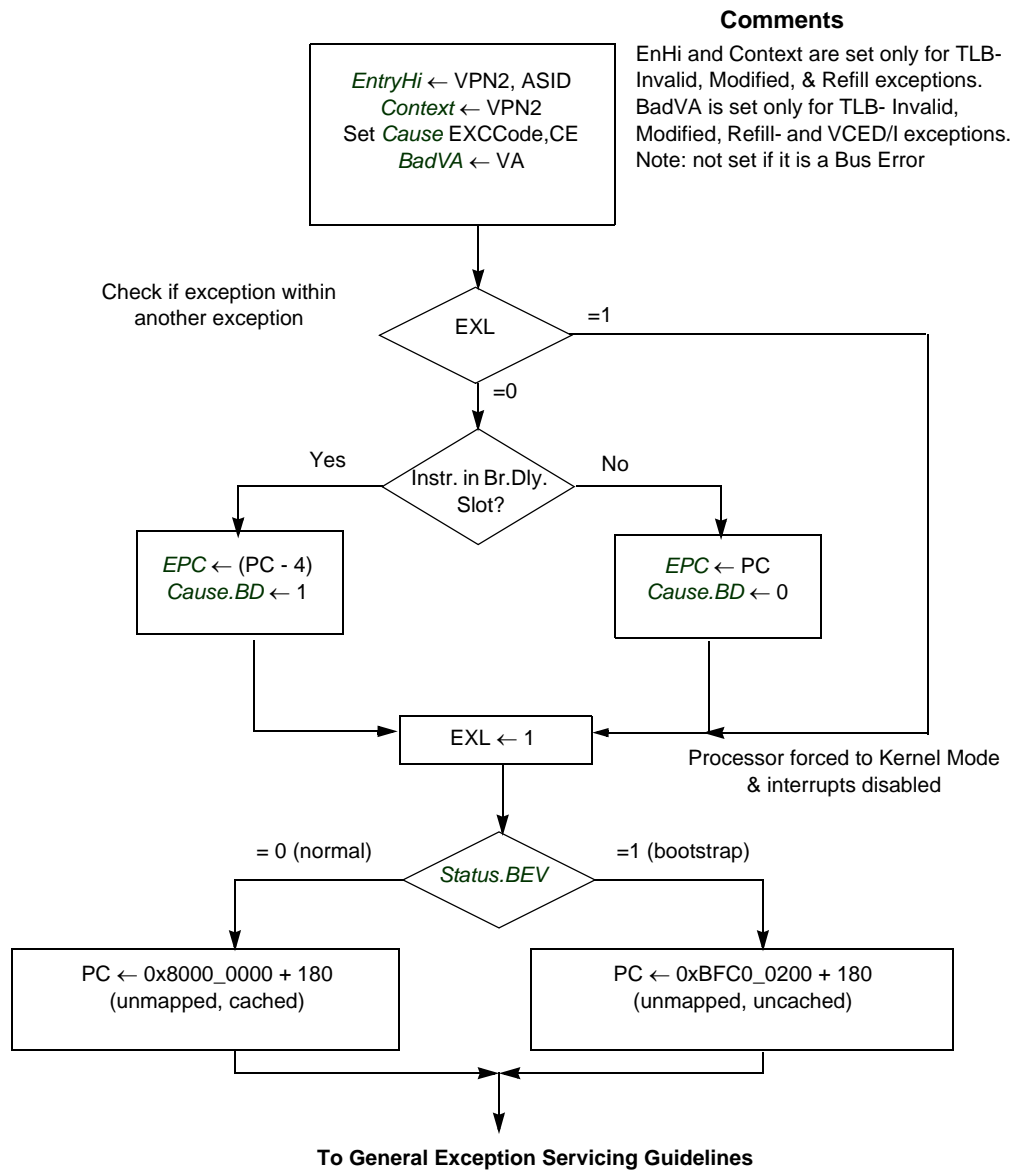 Comments
EnHi and Context are set only for TLB-
Invalid, Modified, & Refill exceptions.
BadVA is set only for TLB- Invalid,
Modified, Refill- and VCED/I exceptions.
Note: not set if it is a Bus Error
EntryHi ← VPN2, ASID
Context ← VPN2
Set Cause EXCCode,CE
BadVA ← VA
Check if exception within
another exception
EXL
=1
=0
Yes
Instr. in Br.Dly.
Slot?
No
EPC ← (PC - 4)
Cause.BD ← 1
EPC ← PC
Cause.BD ← 0
EXL ← 1
Processor forced to Kernel Mode
& interrupts disabled
= 0 (normal)
Status.BEV
=1 (bootstrap)
PC ← 0x8000_0000 + 180
(unmapped, cached)
PC ← 0xBFC0_0200 + 180
(unmapped, uncached)
To General Exception Servicing Guidelines